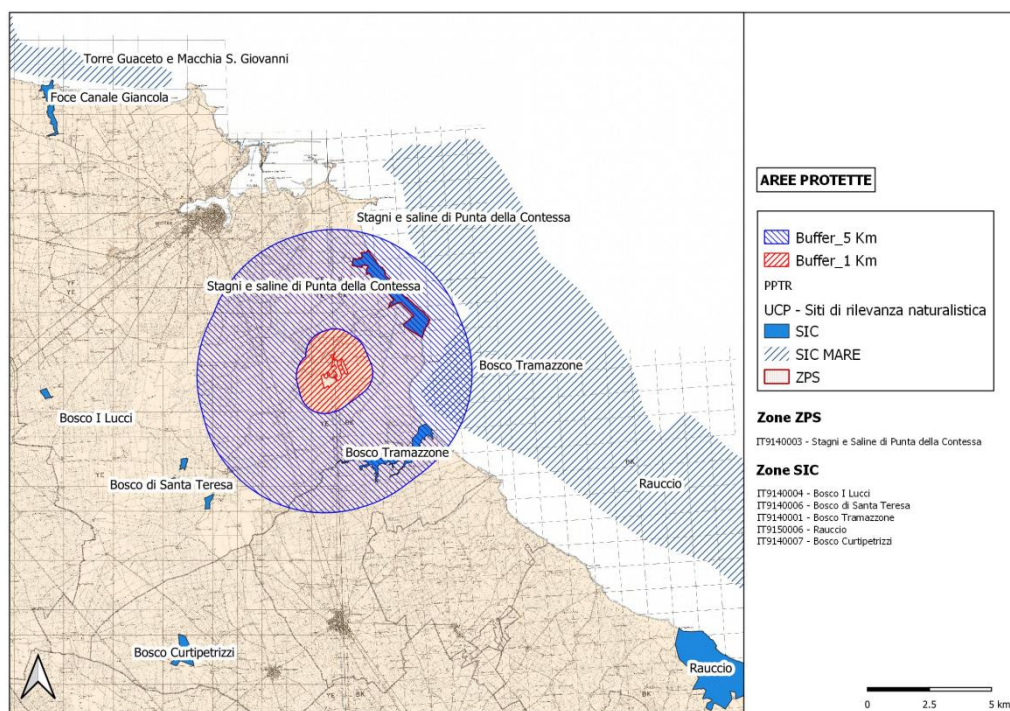 Torre Guaceto e Macchia S. Giovanni
Foce Canale Giancola
Stagni e saline di Punta della Contessa
Stagni e saline di Punta della Contessa
Bosco Tramazzone
Bosco I Lucci
Bosco Tramazzone
Bosco di Santa Teresa
Rauccio
Bosco Curtipetrizzi
Rauccio
AREE PROTETTE
Buffer_5 Km
Buffer_1 Km
PPTR
UCP - Siti di rilevanza naturalistica
SIC
SIC MARE
ZPS
Zone ZPS
IT9140003 - Stagni e Saline di Punta della Contessa
Zone SIC
IT9140004 - Bosco I Lucci
IT9140006 - Bosco di Santa Teresa
IT9140001 - Bosco Tramazzone
IT9150006 - Rauccio
IT9140007 - Bosco Curtipetrizzi
0 2.5 5 km